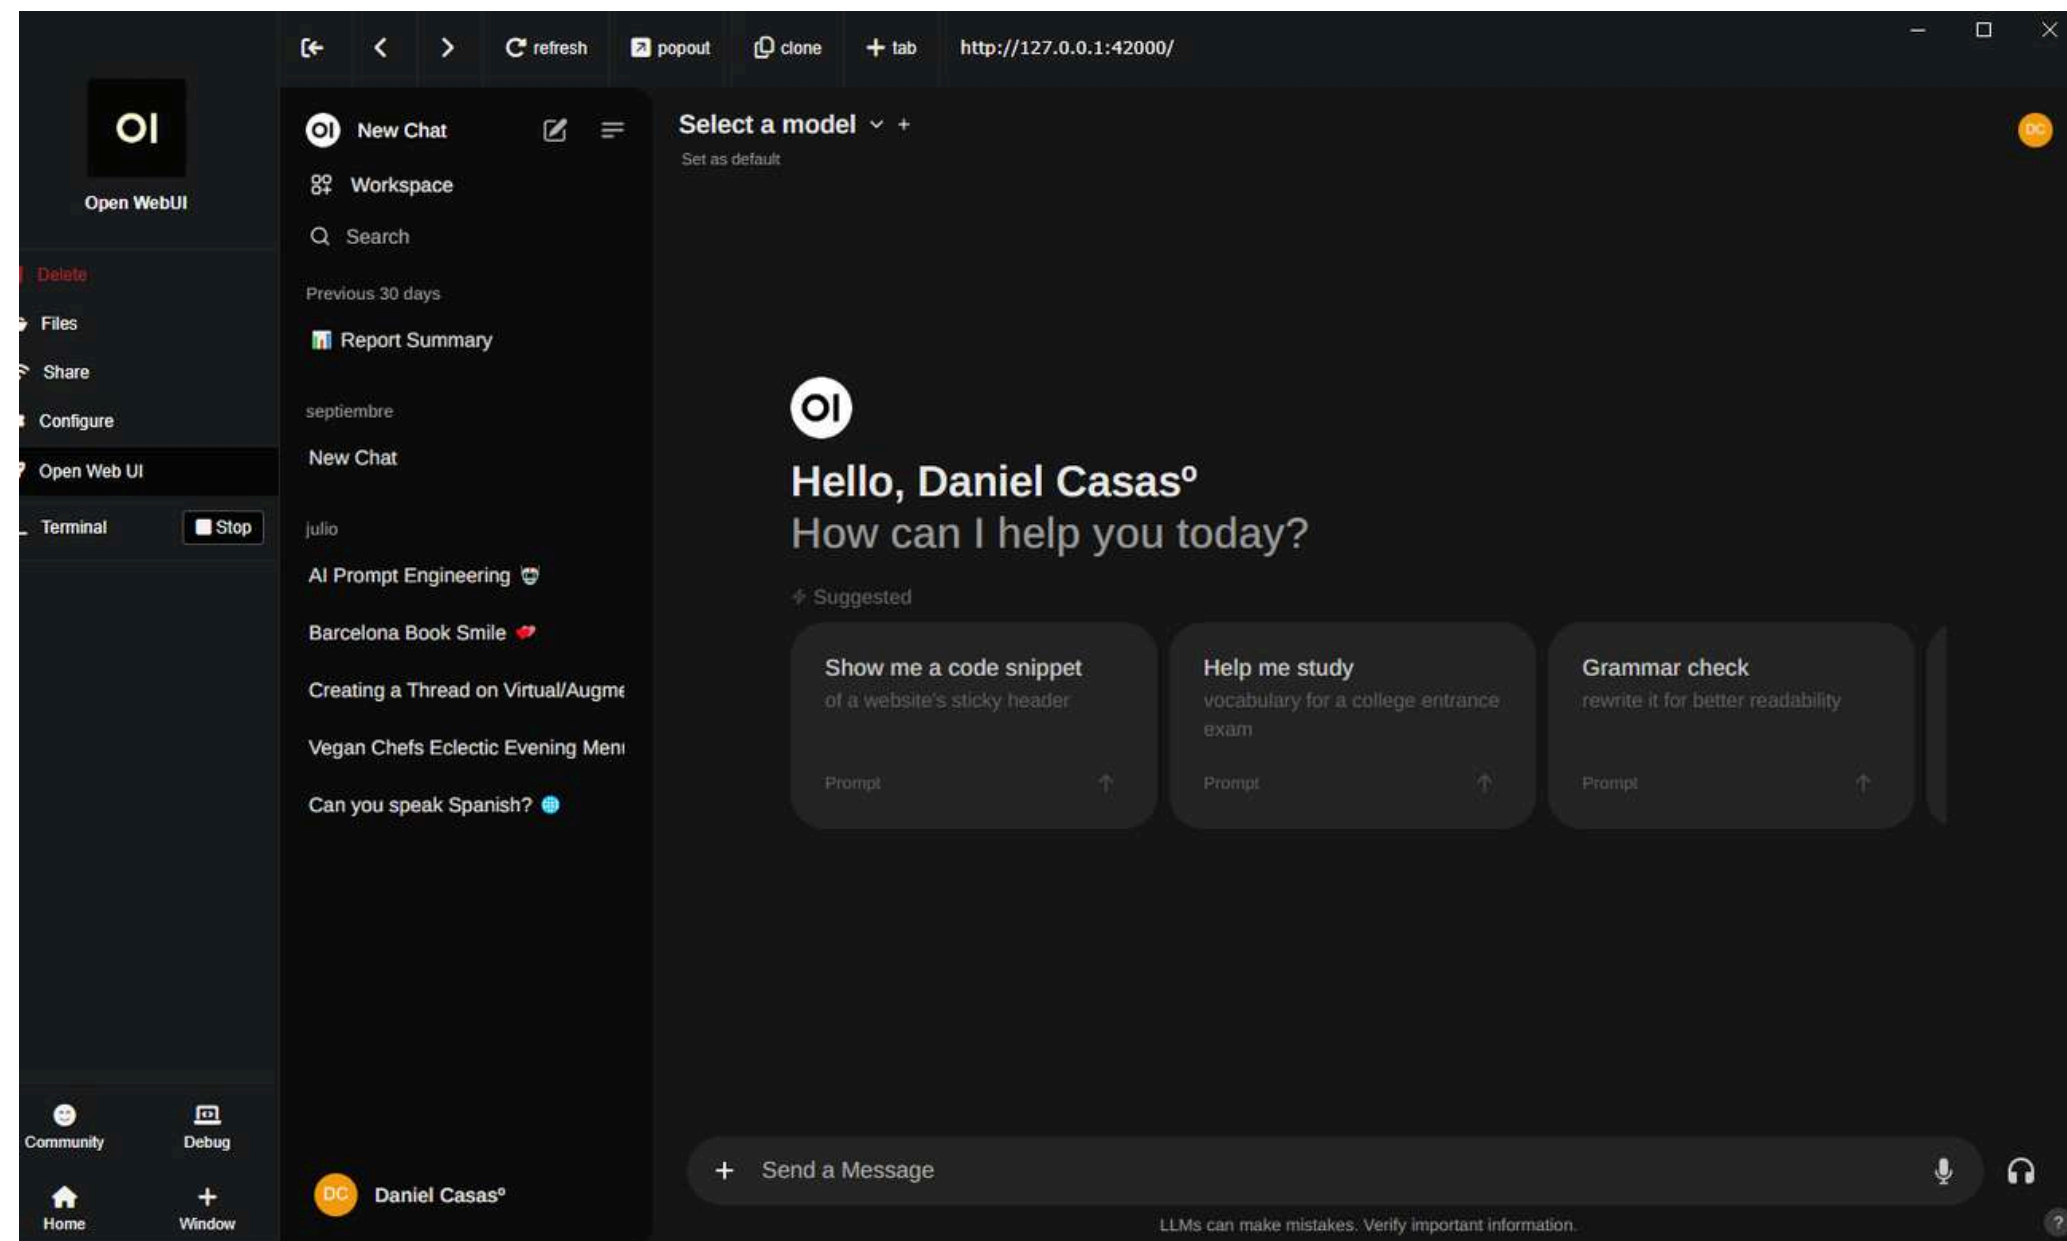 refresh
popout
clone
tab
http://127.0.0.1:42000/
OI
Open WebUI
Delete
Files
Share
Configure
Open Web UI
Terminal
Stop
Community
Debug
Home
Window
OI
New Chat
Workspace
Search
Previous 30 days
Report Summary
septiembre
New Chat
julio
AI Prompt Engineering
Barcelona Book Smile
Creating a Thread on Virtual/Augme
Vegan Chefs Eclectic Evening Menu
Can you speak Spanish?
DC
Daniel Casasº
Select a model
Set as default
DC
OI
Hello, Daniel Casasº
How can I help you today?
Suggested
Show me a code snippet
of a website's sticky header
Prompt
Help me study
vocabulary for a college entrance
exam
Prompt
Grammar check
rewrite it for better readability
Prompt
Send a Message
LLMs can make mistakes. Verify important information.
?